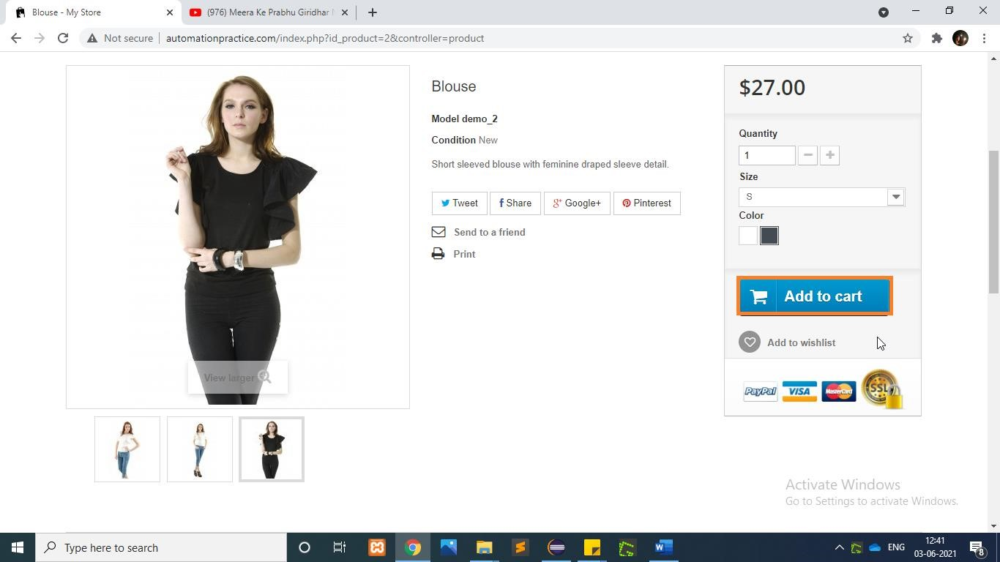 Blouse - My Store
(976) Meera Ke Prabhu Giridhar
Not secure
automationpractice.com/index.php?id_product=2&controller=product
Blouse
Model demo_2
Condition New
Short sleeved blouse with feminine draped sleeve detail.
Tweet
Share
Google+
Pinterest
Send to a friend
Print
View larger
$27.00
Quantity
1
Size
S
Color
Add to cart
Add to wishlist
PayPal
VISA
MasterCard
SSL
Activate Windows
Go to Settings to activate Windows.
Type here to search
ENG
12:41
03-06-2021
8